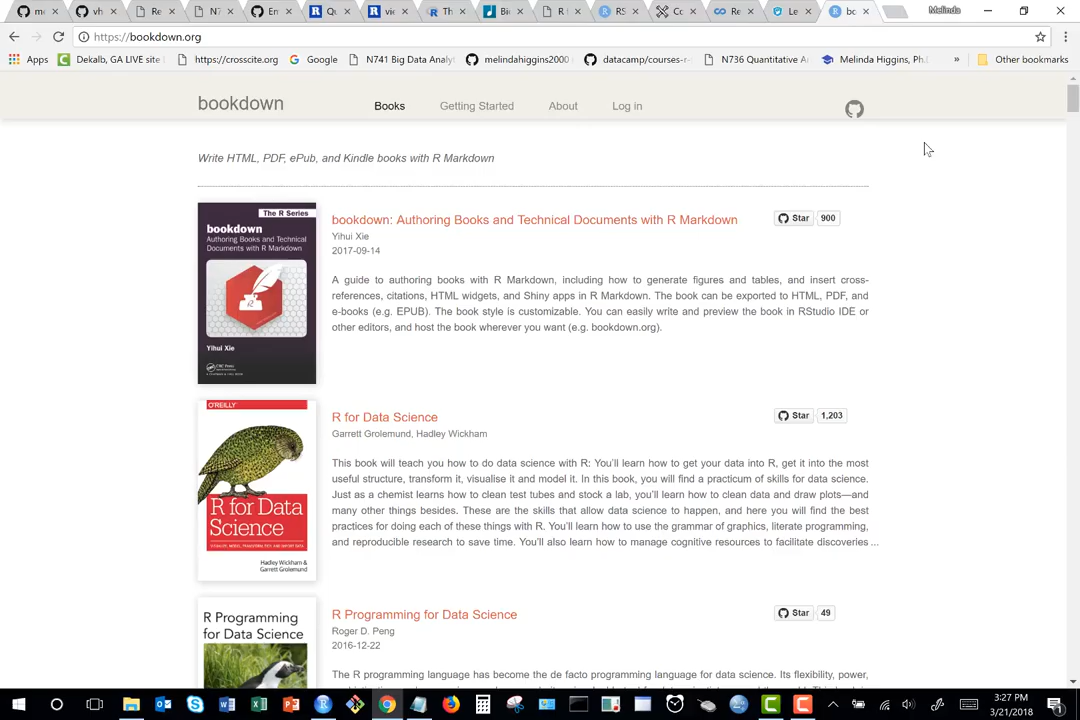 Melinda
https://bookdown.org
Apps
Dekalb, GA LIVE site
https://crosscite.org
Google
N741 Big Data Analy
melindahiggins2000
datacamp/courses-r-
N736 Quantitative A
Melinda Higgins, Ph.
»
Other bookmarks
bookdown
Books
Getting Started
About
Log in
Write HTML, PDF, ePub, and Kindle books with R Markdown
The R Series
bookdown
Authoring Books and Technical
Documents with R Markdown
Yihui Xie
bookdown: Authoring Books and Technical Documents with R Markdown
Star 900
Yihui Xie
2017-09-14
A guide to authoring books with R Markdown, including how to generate figures and tables, and insert cross-
references, citations, HTML widgets, and Shiny apps in R Markdown. The book can be exported to HTML, PDF, and
e-books (e.g. EPUB). The book style is customizable. You can easily write and preview the book in RStudio IDE or
other editors, and host the book wherever you want (e.g. bookdown.org).
O'REILLY
R for Data
Science
Hadley Wickham &
Garrett Grolemund
R for Data Science
Star 1,203
Garrett Grolemund, Hadley Wickham
This book will teach you how to do data science with R: You'll learn how to get your data into R, get it into the most
useful structure, transform it, visualise it and model it. In this book, you will find a practicum of skills for data science.
Just as a chemist learns how to clean test tubes and stock a lab, you'll learn how to clean data and draw plots—and
many other things besides. These are the skills that allow data science to happen, and here you will find the best
practices for doing each of these things with R. You'll learn how to use the grammar of graphics, literate programming,
and reproducible research to save time. You'll also learn how to manage cognitive resources to facilitate discoveries ...
R Programming
for Data Science
R Programming for Data Science
Star 49
Roger D. Peng
2016-12-22
The R programming language has become the de facto programming language for data science. Its flexibility, power,
3:27 PM
3/21/2018